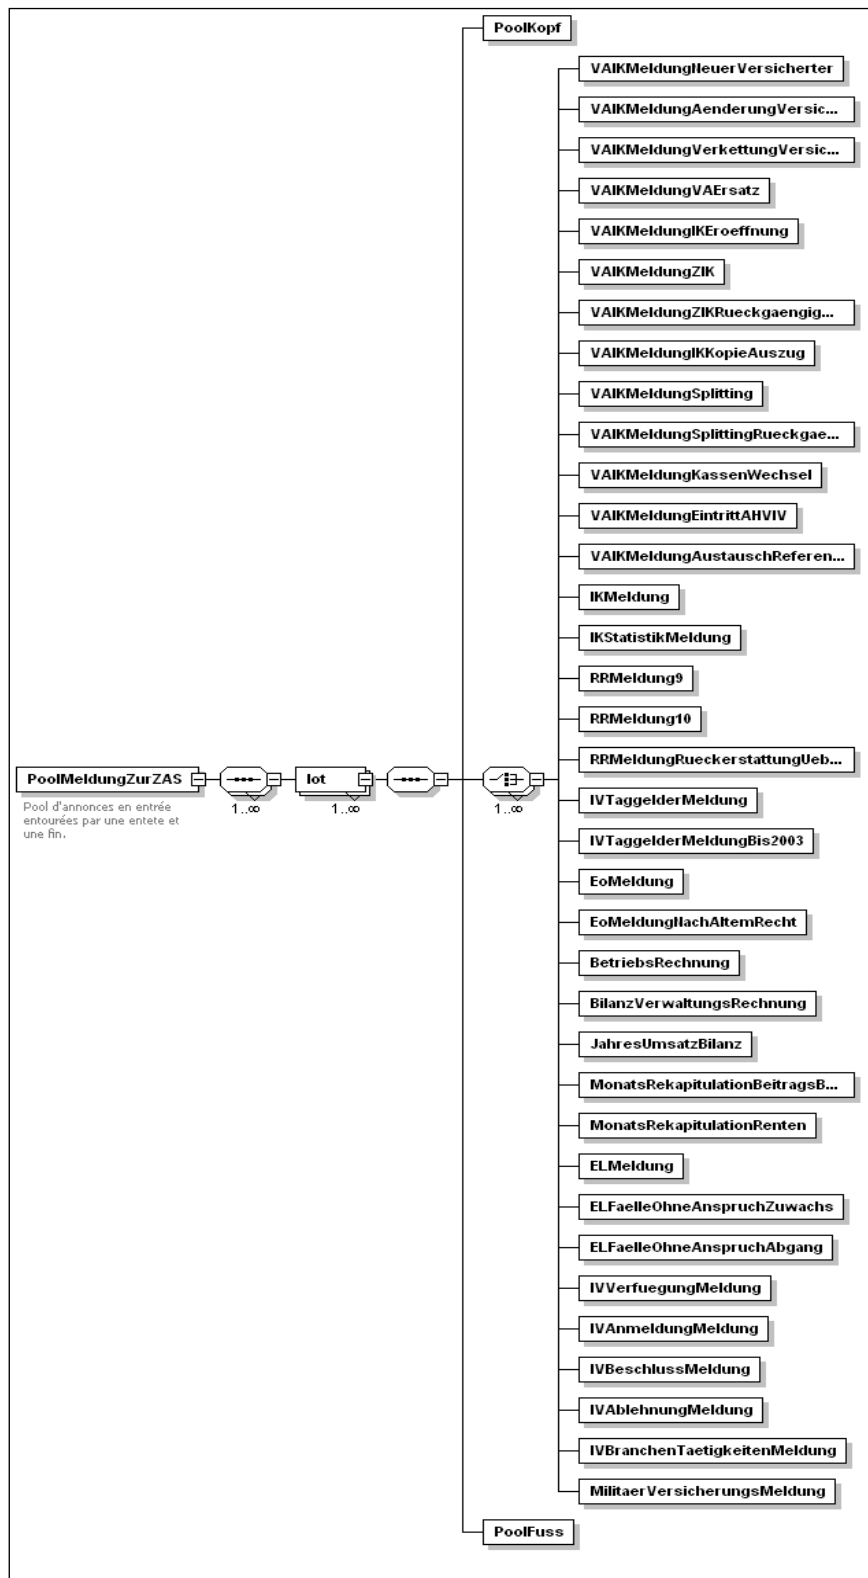 PoolKopf
VAIKMeldungNeuerVersicherter
VAIKMeldungAenderungVersic...
VAIKMeldungVerkettungVersic...
VAIKMeldungVAErsatz
VAIKMeldungIKEroeffnung
VAIKMeldungZIK
VAIKMeldungZIKRueckgaengig...
VAIKMeldungIKKopieAuszug
VAIKMeldungSplitting
VAIKMeldungSplittingRueckgae...
VAIKMeldungKassenWechsel
VAIKMeldungEintrittAHVIV
VAIKMeldungAustauschReferen...
IKMeldung
IKStatistikMeldung
RRMeldung9
RRMeldung10
RRMeldungRueckerstattungUeb...
PoolMeldungZurZAS
lot
Pool d'annonces en entrée
entourées par une entete et
une fin.
1..∞
1..∞
1..∞
IVTaggelderMeldung
IVTaggelderMeldungBis2003
EoMeldung
EoMeldungNachAltemRecht
BetriebsRechnung
BilanzVerwaltungsRechnung
JahresUmsatzBilanz
MonatsRekapitulationBeitragsB...
MonatsRekapitulationRenten
ELMeldung
ELFaelleOhneAnspruchZuwachs
ELFaelleOhneAnspruchAbgang
IVVerfuegungMeldung
IVAnmeldungMeldung
IVBeschlussMeldung
IVAblehnungMeldung
IVBranchenTaetigkeitenMeldung
MilitaerVersicherungsMeldung
PoolFuss